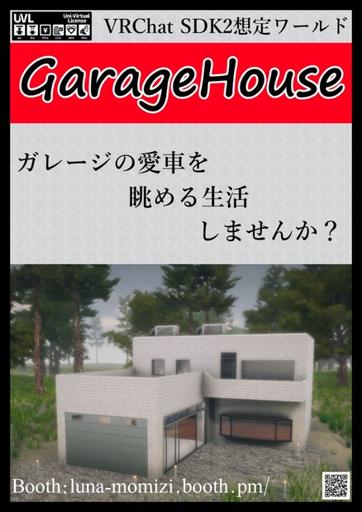 UVL
Uni-Virtual
License
VRChat SDK2想定ワールド
GarageHouse
ガレージの愛車を
眺める生活
しませんか？
Booth:luna-momizi.booth.pm/